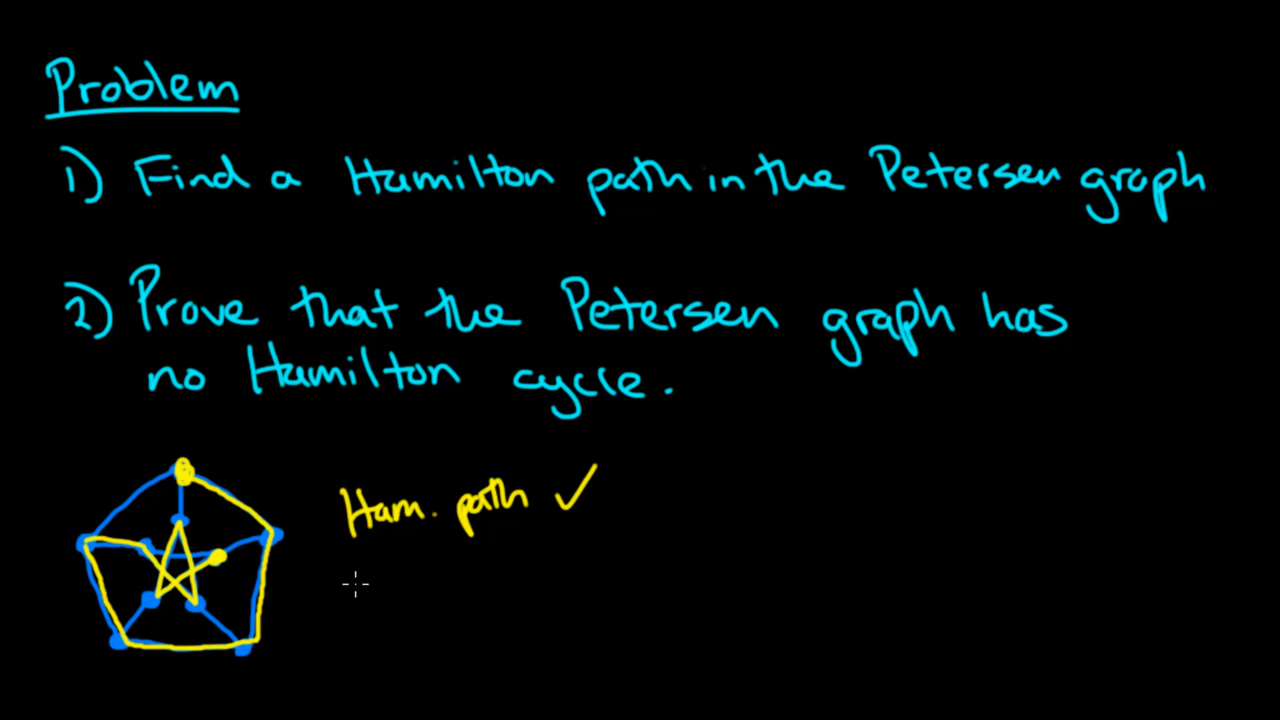 Problem
1) Find a Hamilton path in the Petersen graph
2) Prove that the Petersen graph has
no Hamilton cycle.
Ham. path ✓